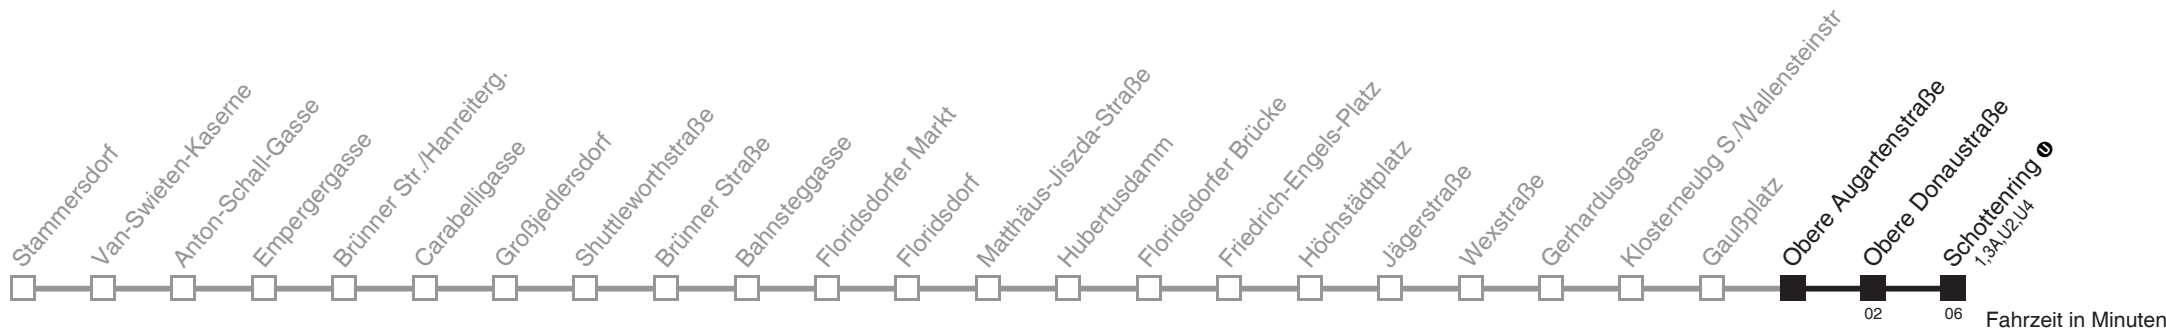 Stammersdorf
Van-Swieten-Kaserne
Anton-Schall-Gasse
Empergergasse
Brünner Str./Hanreiterg.
Carabelligasse
Großjedlersdorf
Shuttleworthstraße
Brünner Straße
Bahnsteggasse
Floridsdorfer Markt
Floridsdorf
Matthäus-Jiszda-Straße
Hubertusdamm
Floridsdorfer Brücke
Friedrich-Engels-Platz
Höchstädtplatz
Jägerstraße
Wexstraße
Gerhardusgasse
Klosterneubg S./Wallensteinstr
Gaußplatz
Obere Augartenstraße
Obere Donaustraße
Schottenring U
1,3A,U2,U4
02
06
Fahrzeit in Minuten